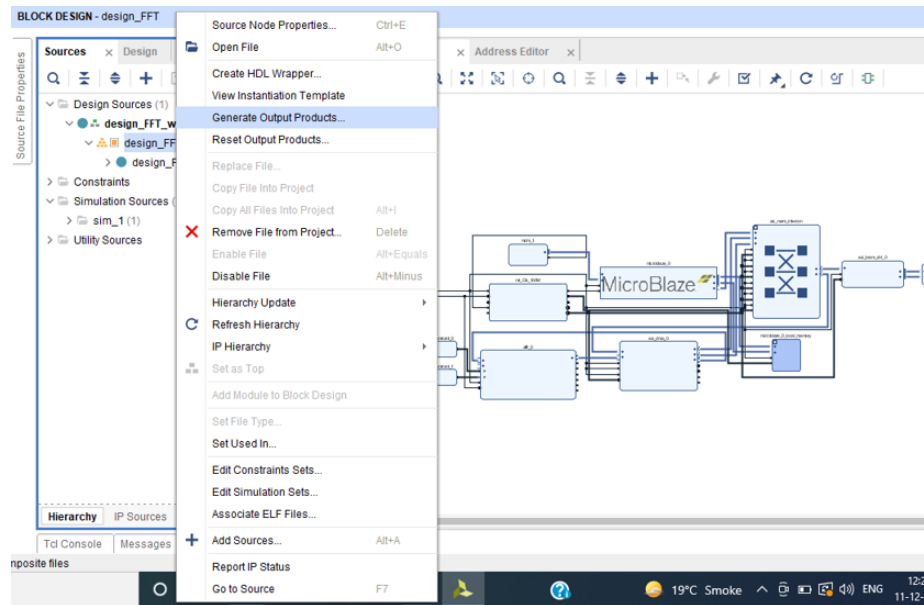 BLOCK DESIGN - design_FFT
Source File Properties
Sources
Design
Address Editor
Design Sources (1)
design_FFT_w
design_FF
design_F
Constraints
Simulation Sources (
sim_1 (1)
Utility Sources
Hierarchy
IP Sources
Tcl Console
Messages
mposite files
Source Node Properties... Ctrl+E
Open File Alt+O
Create HDL Wrapper...
View Instantiation Template
Generate Output Products...
Reset Output Products...
Replace File...
Copy File Into Project
Copy All Files Into Project Alt+I
Remove File from Project... Delete
Enable File Alt+Equals
Disable File Alt+Minus
Hierarchy Update
Refresh Hierarchy
IP Hierarchy
Set as Top
Add Module to Block Design
Set File Type...
Set Used In...
Edit Constraints Sets...
Edit Simulation Sets...
Associate ELF Files...
Add Sources... Alt+A
Report IP Status
Go to Source F7
microblaze_0
MicroBlaze
19°C Smoke
ENG
12:2
11-12-